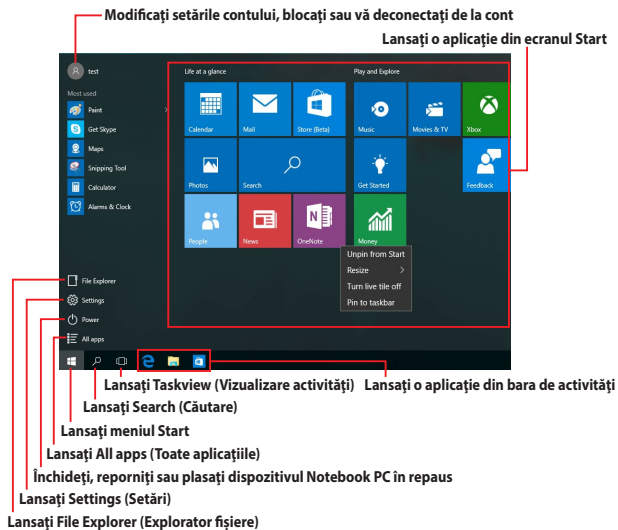 Modificați setările contului, blocați sau vă deconectați de la cont
Lansați o aplicație din ecranul Start
test
Most used
Paint
Get Skype
Maps
Snipping Tool
Calculator
Alarms & Clock
File Explorer
Settings
Power
All apps
Life at a glance
Play and Explore
Calendar
Mail
Store (Beta)
Music
Movies & TV
Xbox
Photos
Search
Get Started
Feedback
People
News
OneNote
Money
Unpin from Start
Resize
Turn live tile off
Pin to taskbar
Lansați Taskview (Vizualizare activități)
Lansați o aplicație din bara de activități
Lansați Search (Căutare)
Lansați meniul Start
Lansați All apps (Toate aplicațiile)
Închideți, reporniți sau plasați dispozitivul Notebook PC în repaus
Lansați Settings (Setări)
Lansați File Explorer (Explorator fișiere)